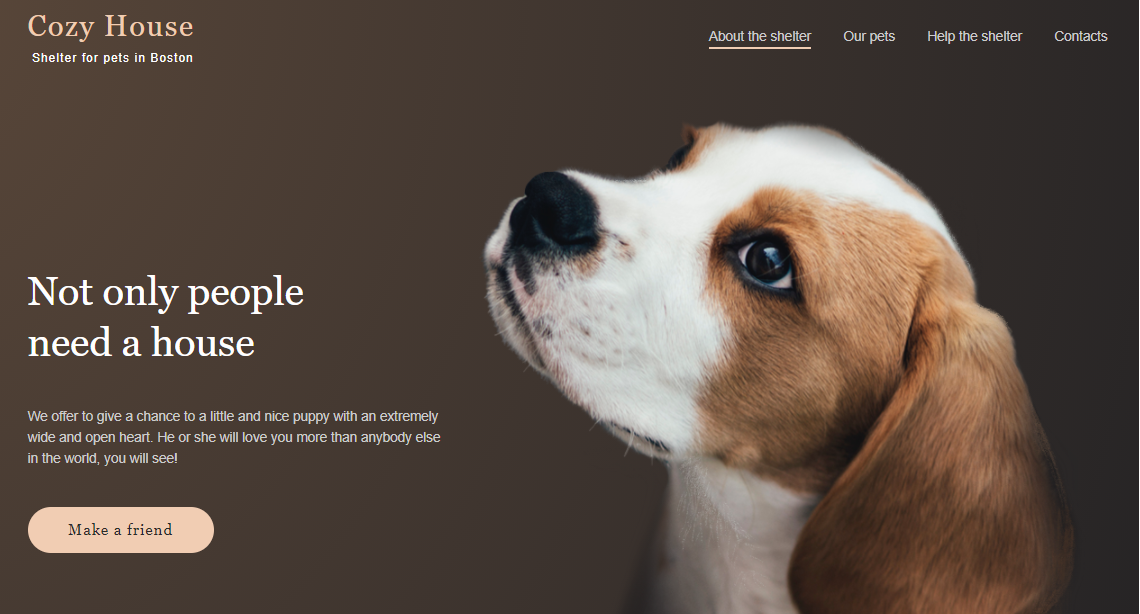 Cozy House
Shelter for pets in Boston
About the shelter
Our pets
Help the shelter
Contacts
Not only people
need a house
We offer to give a chance to a little and nice puppy with an extremely
wide and open heart. He or she will love you more than anybody else
in the world, you will see!
Make a friend